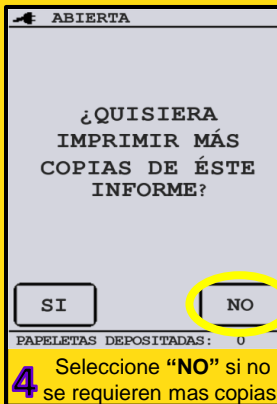 ABIERTA
¿QUISIERA
IMPRIMIR MÁS
COPIAS DE ÉSTE
INFORME?
SI
NO
PAPELETAS DEPOSITADAS: 0
4 Seleccione “NO” si no
se requieren mas copias